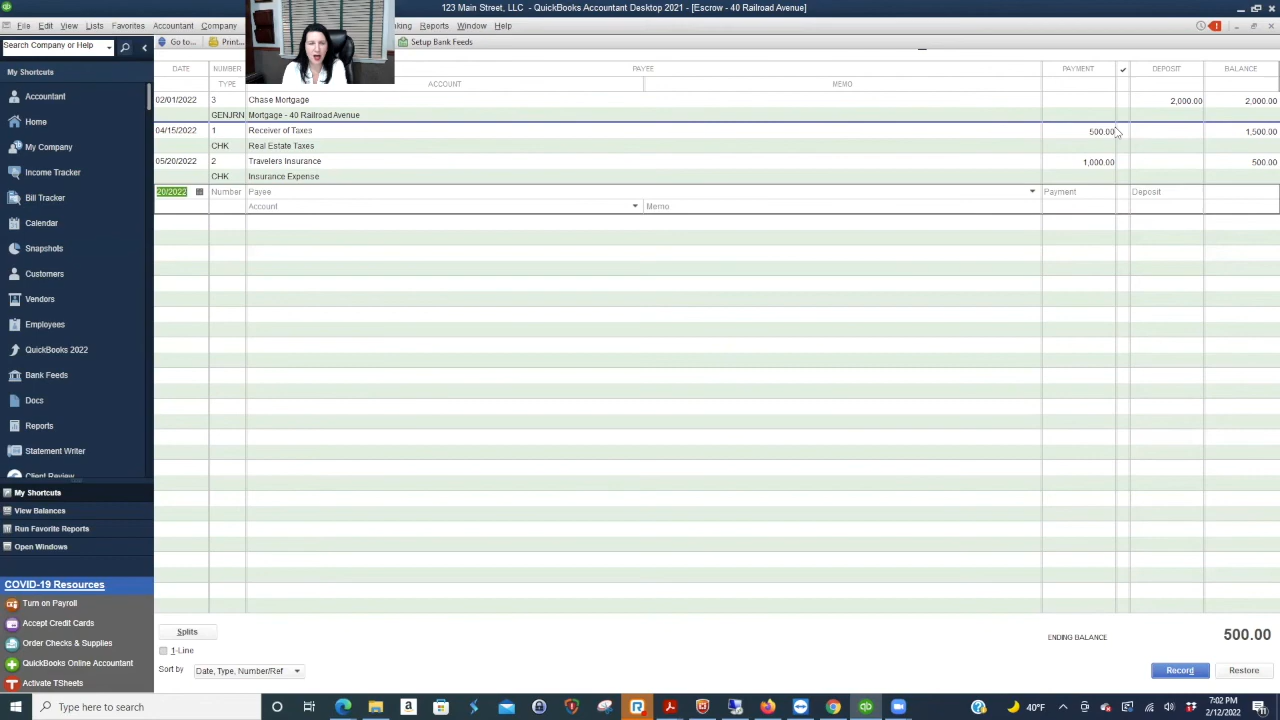 123 Main Street, LLC - QuickBooks Accountant Desktop 2021 - [Escrow - 40 Railroad Avenue]
File Edit View Lists Favorites Reports Window Help
Search Company or Help Go to... Print... Setup Bank Feeds
My Shortcuts
Accountant
Home
My Company
Income Tracker
Bill Tracker
Calendar
Snapshots
Customers
Vendors
Employees
QuickBooks 2022
Bank Feeds
Docs
Reports
Statement Writer
Client Review
My Shortcuts
View Balances
Run Favorite Reports
Open Windows
COVID-19 Resources
Turn on Payroll
Accept Credit Cards
Order Checks & Supplies
QuickBooks Online Accountant
Activate TSheets
DATE NUMBER PAYEE PAYMENT ✓ DEPOSIT BALANCE
TYPE ACCOUNT MEMO
02/01/2022 3 Chase Mortgage 2,000.00 2,000.00
GENJRN Mortgage - 40 Railroad Avenue
04/15/2022 1 Receiver of Taxes 500.00 1,500.00
CHK Real Estate Taxes
05/20/2022 2 Travelers Insurance 1,000.00 500.00
CHK Insurance Expense
20/2022 Number Payee Payment Deposit
Account Memo
Splits
ENDING BALANCE 500.00
1-Line
Sort by Date, Type, Number/Ref
Record Restore
Type here to search
40°F
7:02 PM
2/12/2022